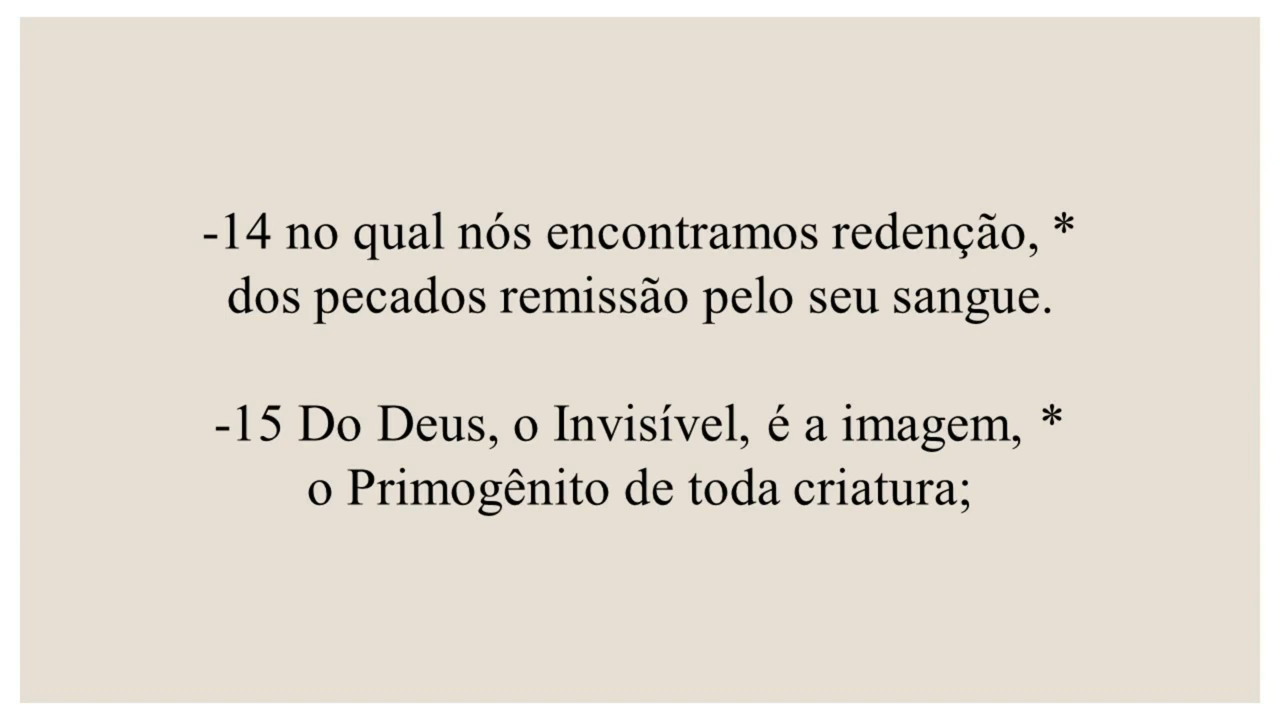 -14 no qual nós encontramos redenção, *
dos pecados remissão pelo seu sangue.
-15 Do Deus, o Invisível, é a imagem, *
o Primogênito de toda criatura;